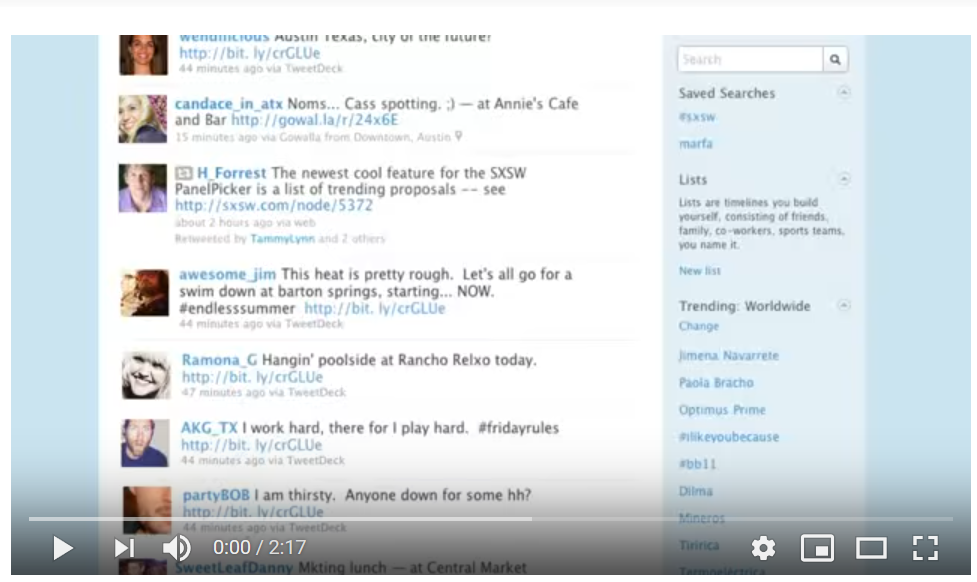 wendilicious Austin Texas, city of the future?
http://bit. ly/crGLUe
44 minutes ago via TweetDeck
candace_in_atx Noms... Cass spotting. ;) — at Annie's Cafe
and Bar http://gowal.la/r/24x6E
15 minutes ago via Gowalla from Downtown, Austin
H_Forrest The newest cool feature for the SXSW
PanelPicker is a list of trending proposals -- see
http://sxsw.com/node/5372
about 2 hours ago via web
Retweeted by TammyLynn and 2 others
awesome_jim This heat is pretty rough. Let's all go for a
swim down at barton springs, starting... NOW.
#endlesssummer http://bit. ly/crGLUe
44 minutes ago via TweetDeck
Ramona_G Hangin' poolside at Rancho Relxo today.
http://bit. ly/crGLUe
47 minutes ago via TweetDeck
AKG_TX I work hard, there for I play hard. #fridayrules
http://bit. ly/crGLUe
44 minutes ago via TweetDeck
partyBOB I am thirsty. Anyone down for some hh?
http://bit. ly/crGLUe
44 minutes ago via TweetDeck
SweetLeafDanny Mkting lunch — at Central Market
Search
Saved Searches
#sxsw
marfa
Lists
Lists are timelines you build
yourself, consisting of friends,
family, co-workers, sports teams,
you name it.
New list
Trending: Worldwide
Change
Jimena Navarrete
Paola Bracho
Optimus Prime
#ilikeyoubecause
#bb11
Dilma
Mineros
Tiririca
Termoeléctrica
0:00 / 2:17